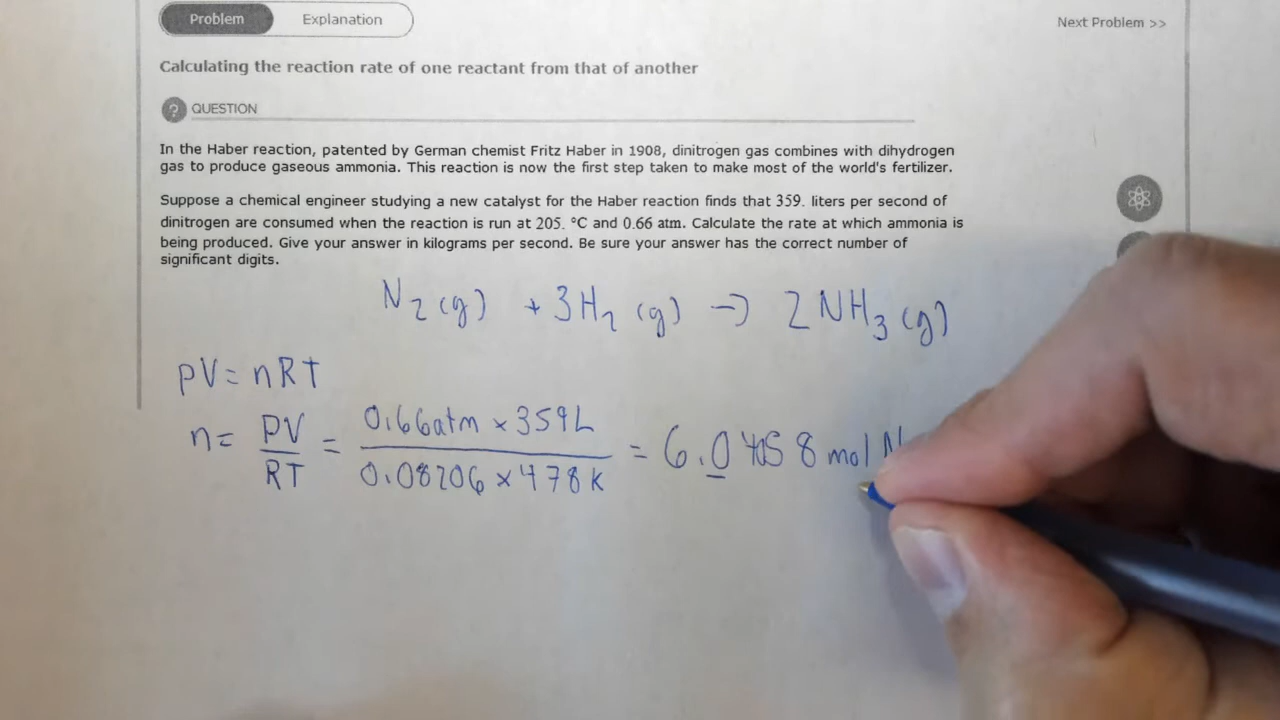 Problem Explanation
Next Problem >>
Calculating the reaction rate of one reactant from that of another
? QUESTION
In the Haber reaction, patented by German chemist Fritz Haber in 1908, dinitrogen gas combines with dihydrogen
gas to produce gaseous ammonia. This reaction is now the first step taken to make most of the world's fertilizer.
Suppose a chemical engineer studying a new catalyst for the Haber reaction finds that 359. liters per second of
dinitrogen are consumed when the reaction is run at 205. °C and 0.66 atm. Calculate the rate at which ammonia is
being produced. Give your answer in kilograms per second. Be sure your answer has the correct number of
significant digits.
N₂(g) + 3H₂(g) → 2NH₃(g)
PV = nRT
n = PV/RT = 0.66atm × 359L / 0.08206 × 478K = 6.04058 mol N